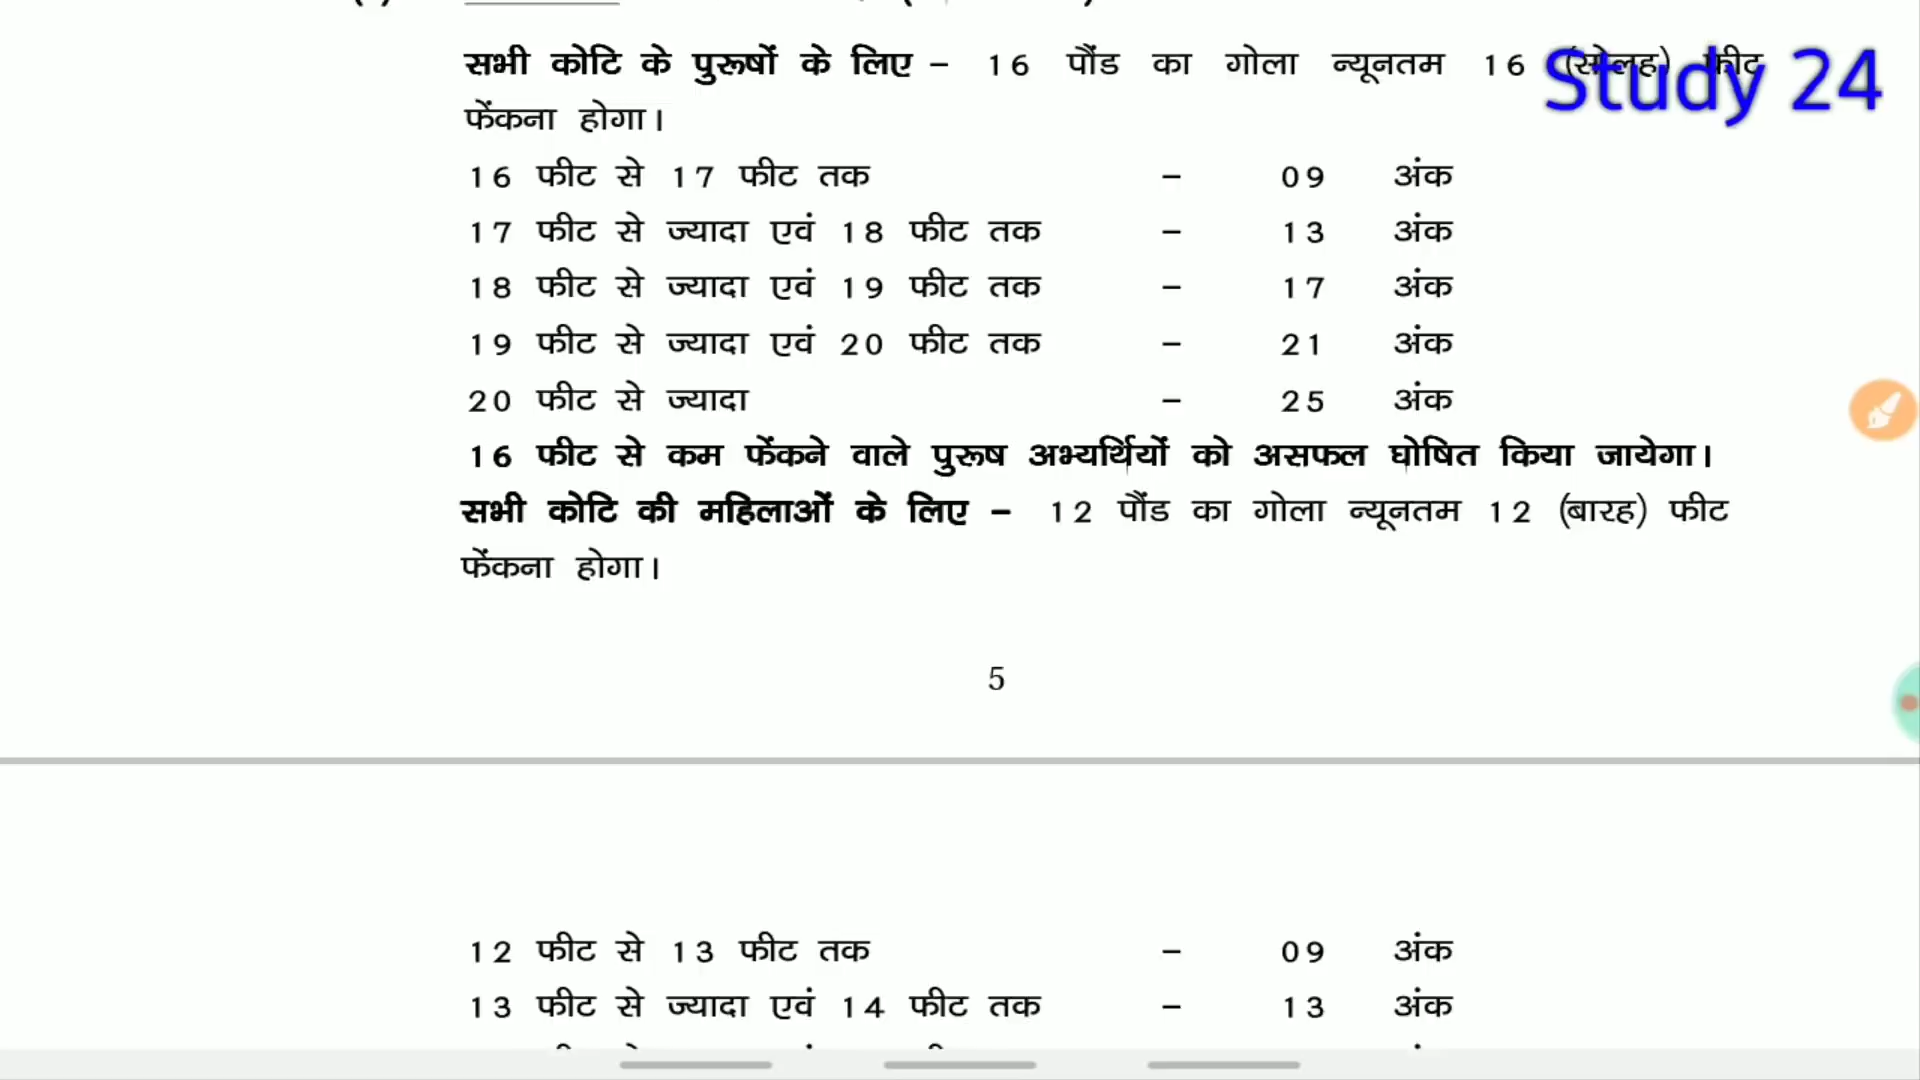 सभी कोटि के पुरुषों के लिए – 16 पौंड का गोला न्यूनतम 16 (सोलह) फीट
Study 24
फेंकना होगा।
16 फीट से 17 फीट तक – 09 अंक
17 फीट से ज्यादा एवं 18 फीट तक – 13 अंक
18 फीट से ज्यादा एवं 19 फीट तक – 17 अंक
19 फीट से ज्यादा एवं 20 फीट तक – 21 अंक
20 फीट से ज्यादा – 25 अंक
16 फीट से कम फेंकने वाले पुरुष अभ्यर्थियों को असफल घोषित किया जायेगा।
सभी कोटि की महिलाओं के लिए – 12 पौंड का गोला न्यूनतम 12 (बारह) फीट
फेंकना होगा।
5
12 फीट से 13 फीट तक – 09 अंक
13 फीट से ज्यादा एवं 14 फीट तक – 13 अंक